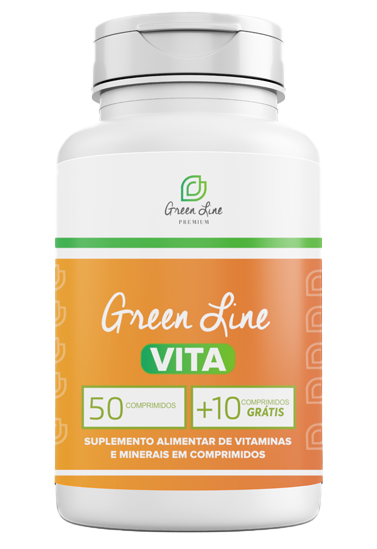 Green Line
PREMIUM
Green Line
VITA
50 COMPRIMIDOS
+10 COMPRIMIDOS GRÁTIS
SUPLEMENTO ALIMENTAR DE VITAMINAS
E MINERAIS EM COMPRIMIDOS